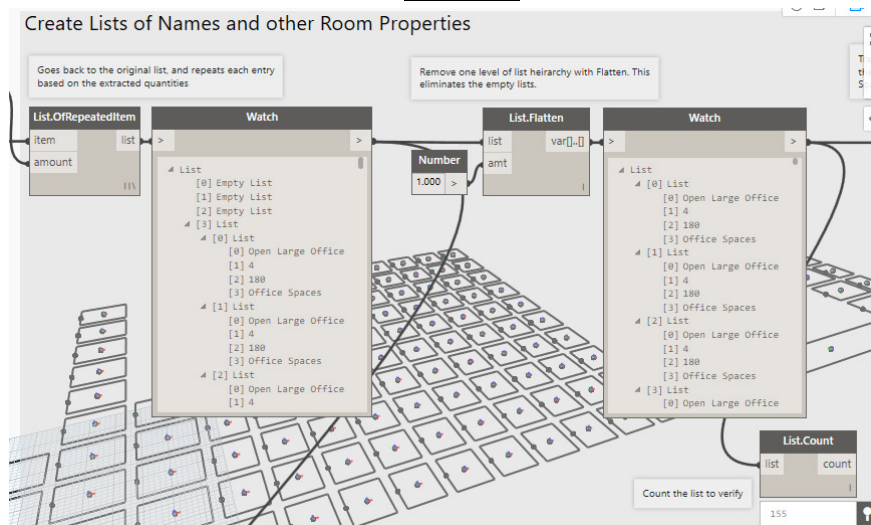 Create Lists of Names and other Room Properties
Goes back to the original list, and repeats each entry
based on the extracted quantities
Remove one level of list heirarchy with Flatten. This
eliminates the empty lists.
List.OfRepeatedItem
item list
amount
Watch
> >
List
[0] Empty List
[1] Empty List
[2] Empty List
[3] List
[0] List
[0] Open Large Office
[1] 4
[2] 180
[3] Office Spaces
[1] List
[0] Open Large Office
[1] 4
[2] 180
[3] Office Spaces
[2] List
[0] Open Large Office
[1] 4
Number
1.000 >
List.Flatten
list var[]..[]
amt
Watch
> >
List
[0] List
[0] Open Large Office
[1] 4
[2] 180
[3] Office Spaces
[1] List
[0] Open Large Office
[1] 4
[2] 180
[3] Office Spaces
[2] List
[0] Open Large Office
[1] 4
[2] 180
[3] Office Spaces
[3] List
[0] Open Large Office
List.Count
list count
Count the list to verify
155